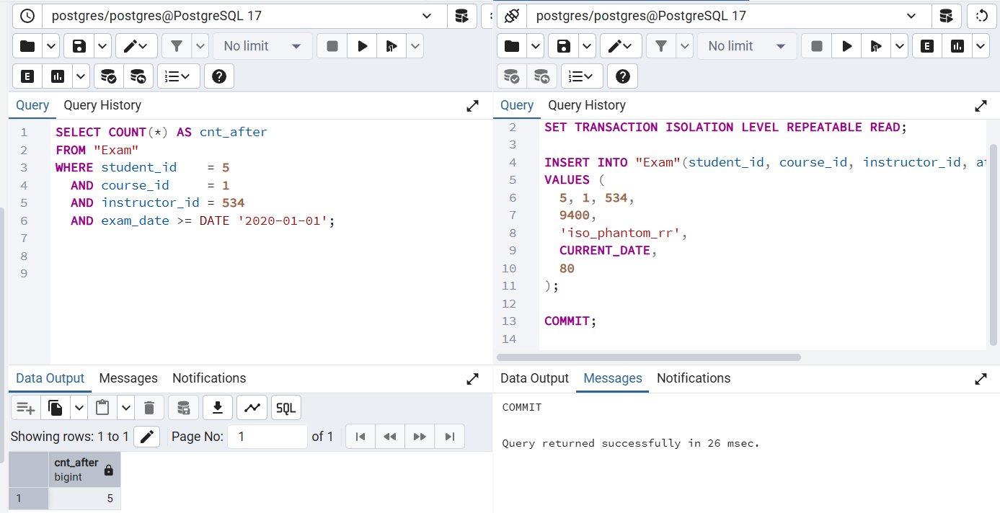 postgres/postgres@PostgreSQL 17
No limit
E
Query Query History
1 SELECT COUNT(*) AS cnt_after
2 FROM "Exam"
3 WHERE student_id = 5
4 AND course_id = 1
5 AND instructor_id = 534
6 AND exam_date >= DATE '2020-01-01';
7
8
9
Data Output Messages Notifications
SQL
Showing rows: 1 to 1 Page No: 1 of 1
cnt_after
bigint
1 5
postgres/postgres@PostgreSQL 17
No limit E
Query Query History
2 SET TRANSACTION ISOLATION LEVEL REPEATABLE READ;
3
4 INSERT INTO "Exam"(student_id, course_id, instructor_id,
5 VALUES (
6 5, 1, 534,
7 9400,
8 'iso_phantom_rr',
9 CURRENT_DATE,
10 80
11 );
12
13 COMMIT;
14
Data Output Messages Notifications
COMMIT
Query returned successfully in 26 msec.